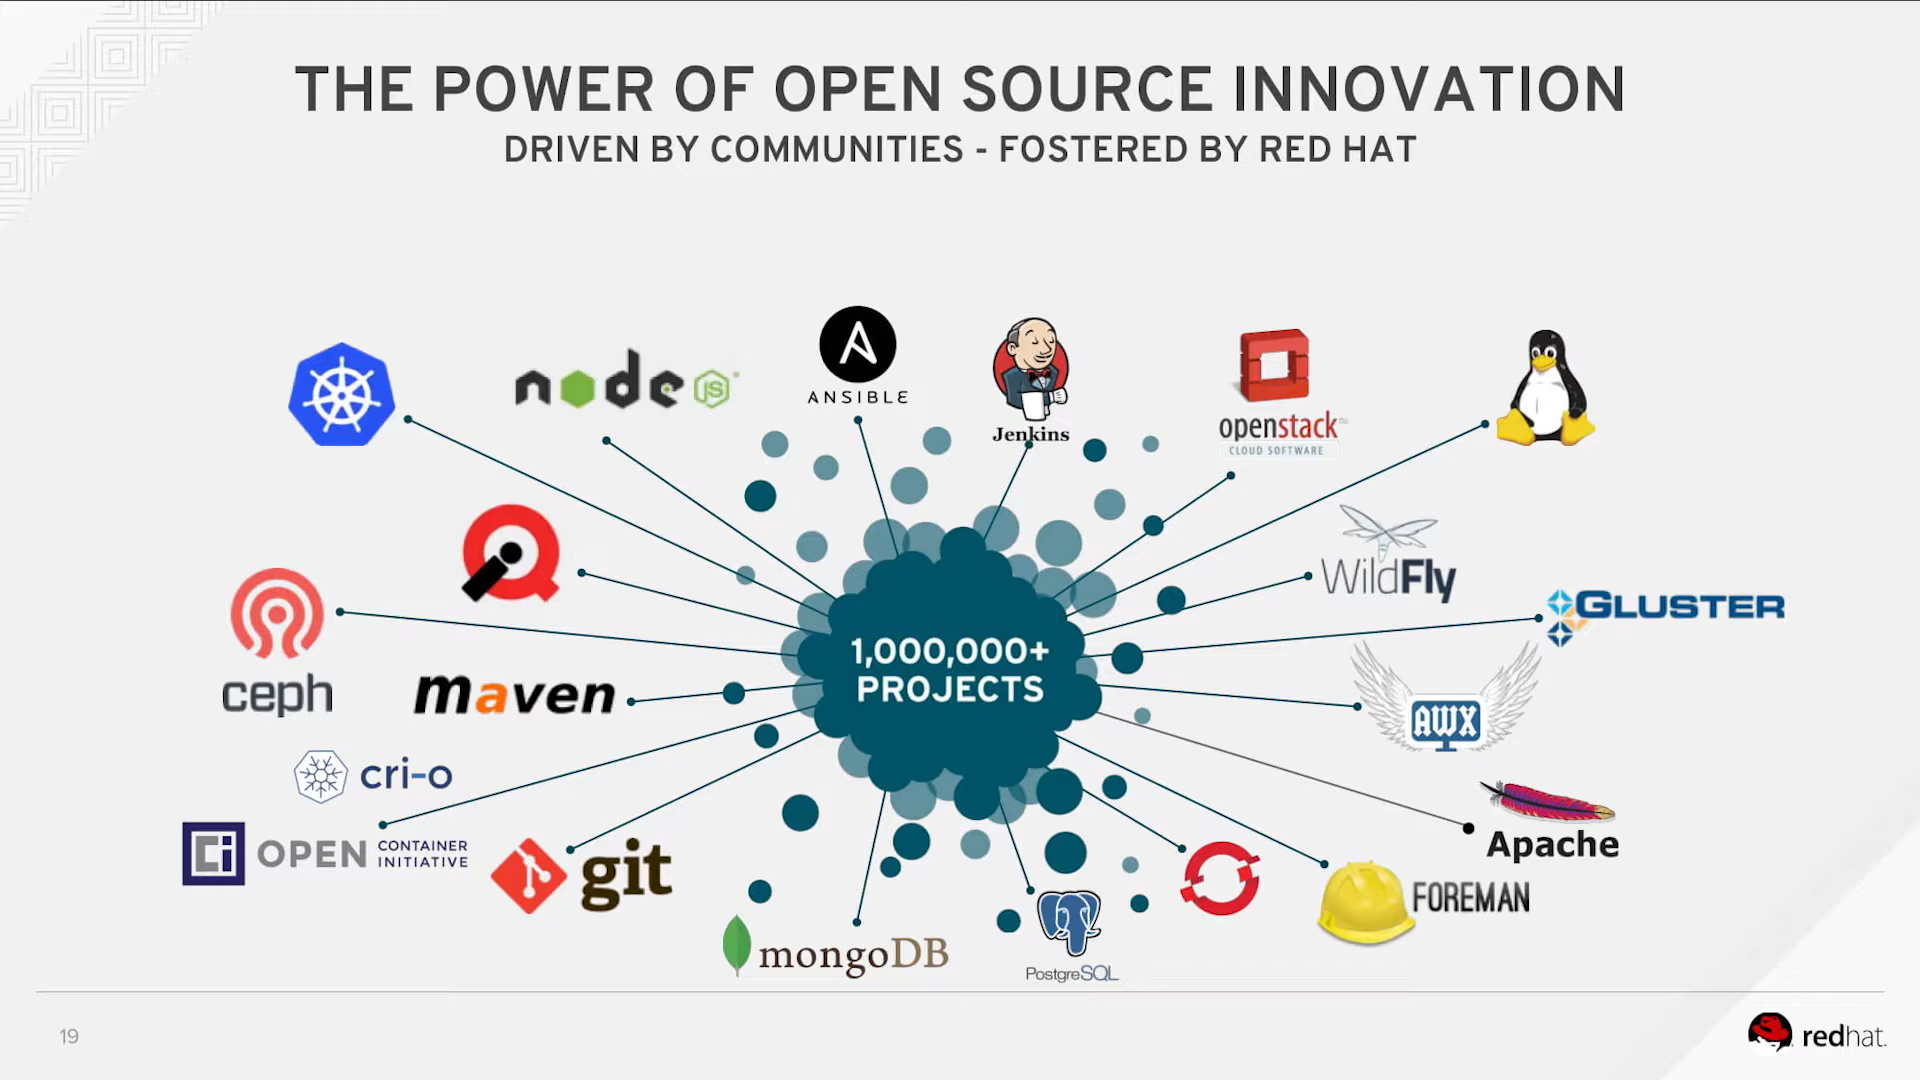 THE POWER OF OPEN SOURCE INNOVATION
DRIVEN BY COMMUNITIES - FOSTERED BY RED HAT
node JS
ANSIBLE
Jenkins
openstack™
CLOUD SOFTWARE
WildFly
GLUSTER
ceph
maven
1,000,000+
PROJECTS
AWX
cri-o
OPEN CONTAINER
INITIATIVE
git
Apache
FOREMAN
mongoDB
PostgreSQL
19
redhat.